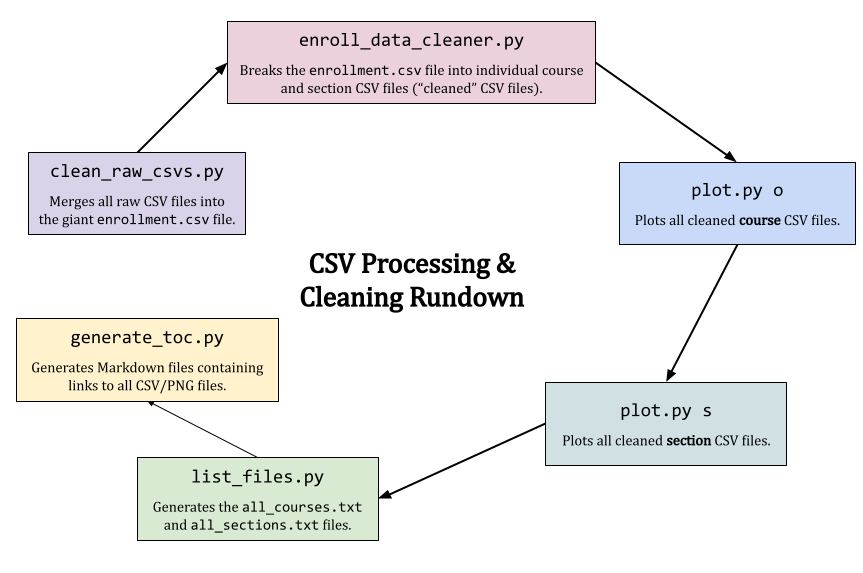 enroll_data_cleaner.py
Breaks the enrollment.csv file into individual course
and section CSV files (“cleaned” CSV files).
clean_raw_csvs.py
Merges all raw CSV files into
the giant enrollment.csv file.
plot.py o
Plots all cleaned course CSV files.
CSV Processing &
Cleaning Rundown
generate_toc.py
Generates Markdown files containing
links to all CSV/PNG files.
plot.py s
Plots all cleaned section CSV files.
list_files.py
Generates the all_courses.txt
and all_sections.txt files.